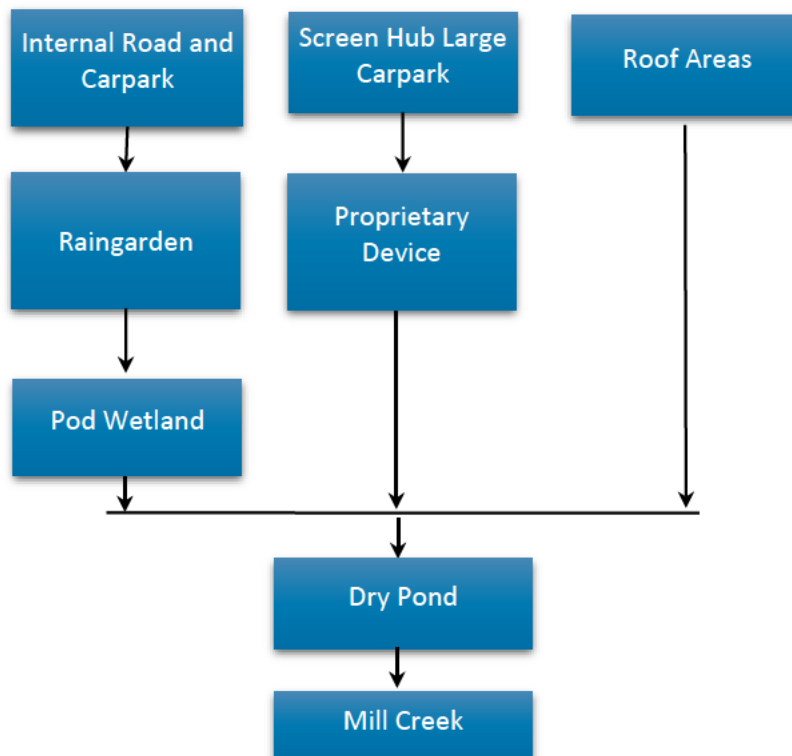 Internal Road and
Carpark
Screen Hub Large
Carpark
Roof Areas
Raingarden
Proprietary
Device
Pod Wetland
Dry Pond
Mill Creek